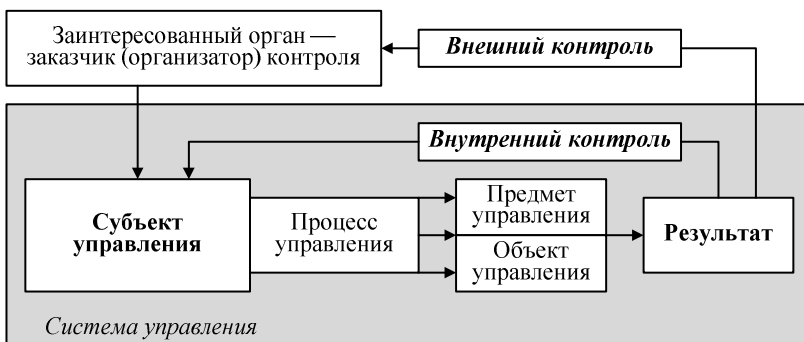 Заинтересованный орган —
заказчик (организатор) контроля
Внешний контроль
Внутренний контроль
Субъект
управления
Процесс
управления
Предмет
управления
Объект
управления
Результат
Система управления